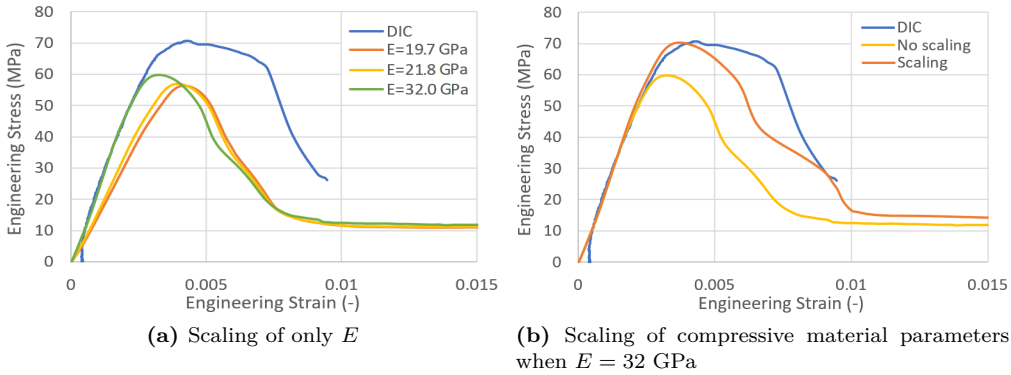 80
70
60
50
40
30
20
10
0
Engineering Stress (MPa)
DIC
E=19.7 GPa
E=21.8 GPa
E=32.0 GPa
0 0.005 0.01 0.015
Engineering Strain (-)
(a) Scaling of only E
80
70
60
50
40
30
20
10
0
Engineering Stress (MPa)
DIC
No scaling
Scaling
0 0.005 0.01 0.015
Engineering Strain (-)
(b) Scaling of compressive material parameters
when E = 32 GPa